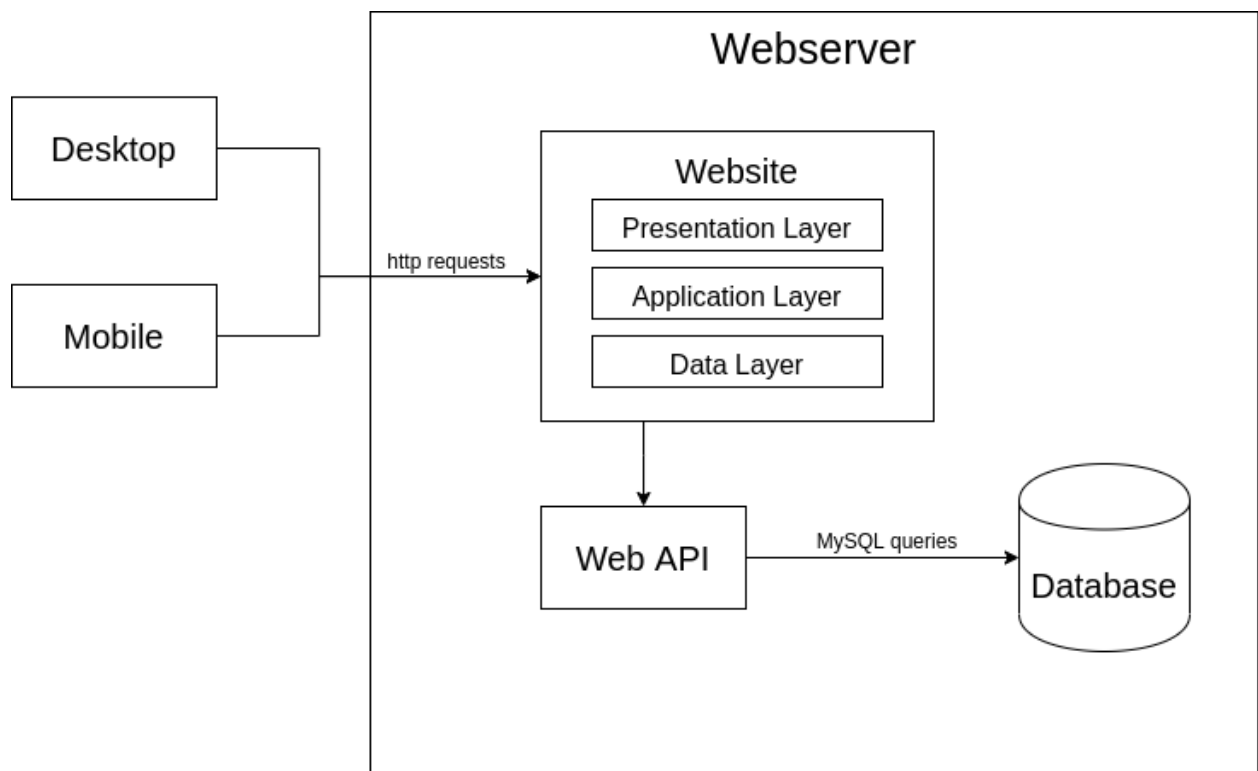 Webserver
Desktop
Mobile
http requests
Website
Presentation Layer
Application Layer
Data Layer
Web API
MySQL queries
Database